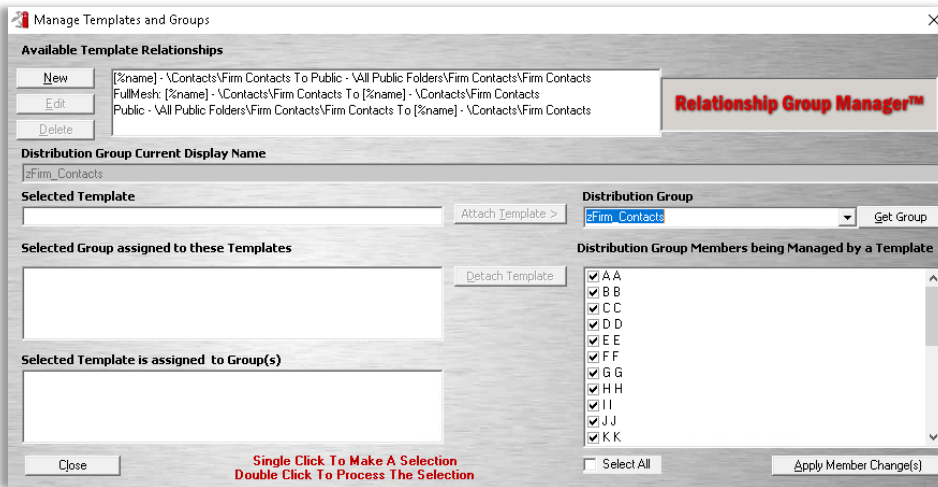 Manage Templates and Groups
Available Template Relationships
New
Edit
Delete
[%name] - \Contacts\Firm Contacts To Public - \All Public Folders\Firm Contacts\Firm Contacts
FullMesh: [%name] - \Contacts\Firm Contacts To [%name] - \Contacts\Firm Contacts
Public - \All Public Folders\Firm Contacts\Firm Contacts To [%name] - \Contacts\Firm Contacts
Relationship Group Manager™
Distribution Group Current Display Name
zFirm_Contacts
Selected Template
Attach Template >
Distribution Group
zFirm_Contacts
Get Group
Selected Group assigned to these Templates
Detach Template
Distribution Group Members being Managed by a Template
A A
B B
C C
D D
E E
F F
G G
H H
I I
J J
K K
Selected Template is assigned to Group(s)
Close
Single Click To Make A Selection
Double Click To Process The Selection
Select All
Apply Member Change(s)